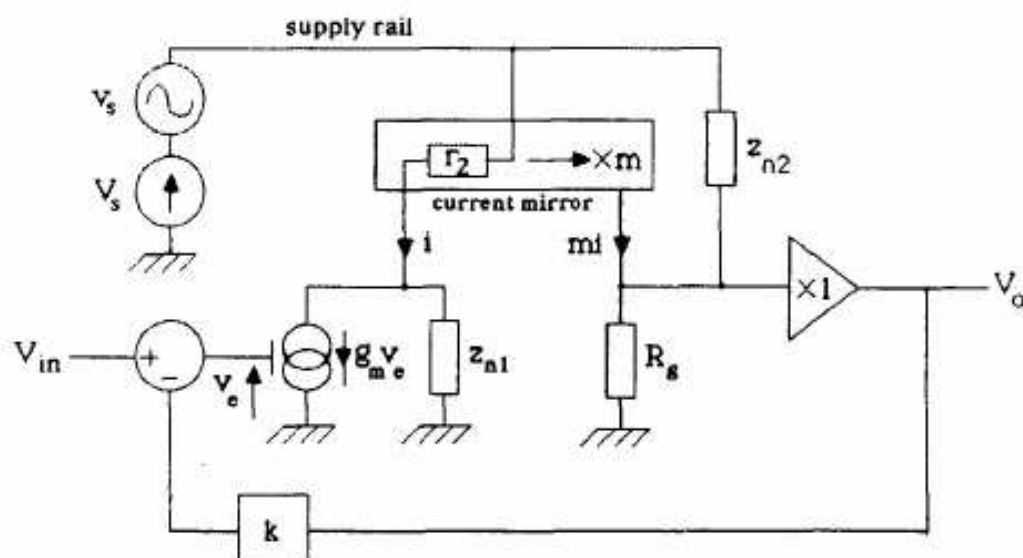 supply rail
v_s
V_s
r_2
×m
current mirror
z_n2
i
mi
×1
V_o
V_in
+
-
v_e
g_m v_e
z_n1
R_g
k